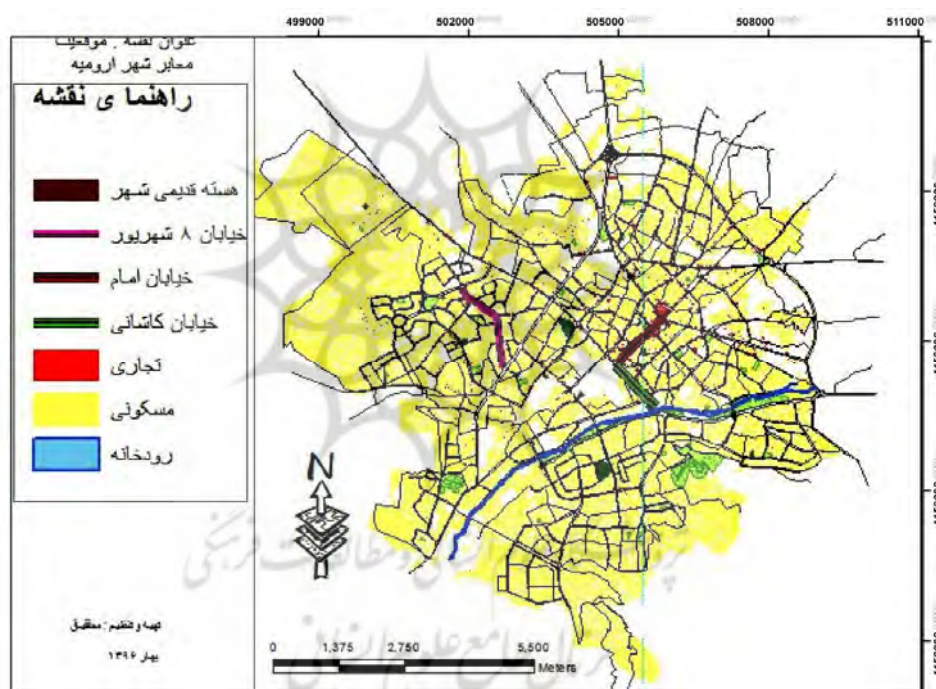 499000 502000 505000 508000 511000
عنوان نقشه : موقعیت
معابر شهر ارومیه
راهنما ی نقشه
هسته قدیمی شهر
خیابان ۸ شهریور
خیابان امام
خیابان کاشانی
تجاری
مسکونی
رودخانه
N
تهیه و تنظیم : محقق
بهار ۱۳۹۶
0 1,375 2,750 5,500
Meters